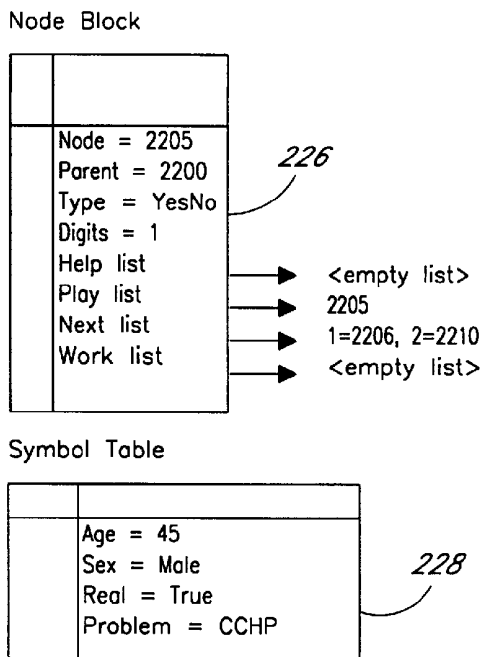 Node Block
Node = 2205
Parent = 2200
Type = YesNo
Digits = 1
Help list
Play list
Next list
Work list
226
<empty list>
2205
1=2206, 2=2210
<empty list>
Symbol Table
Age = 45
Sex = Male
Real = True
Problem = CCHP
228